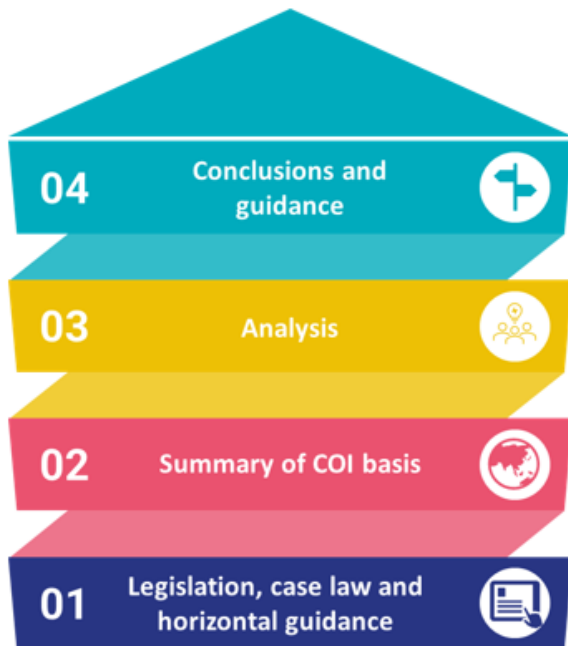 04
Conclusions and
guidance
03
Analysis
02
Summary of COI basis
01
Legislation, case law and
horizontal guidance